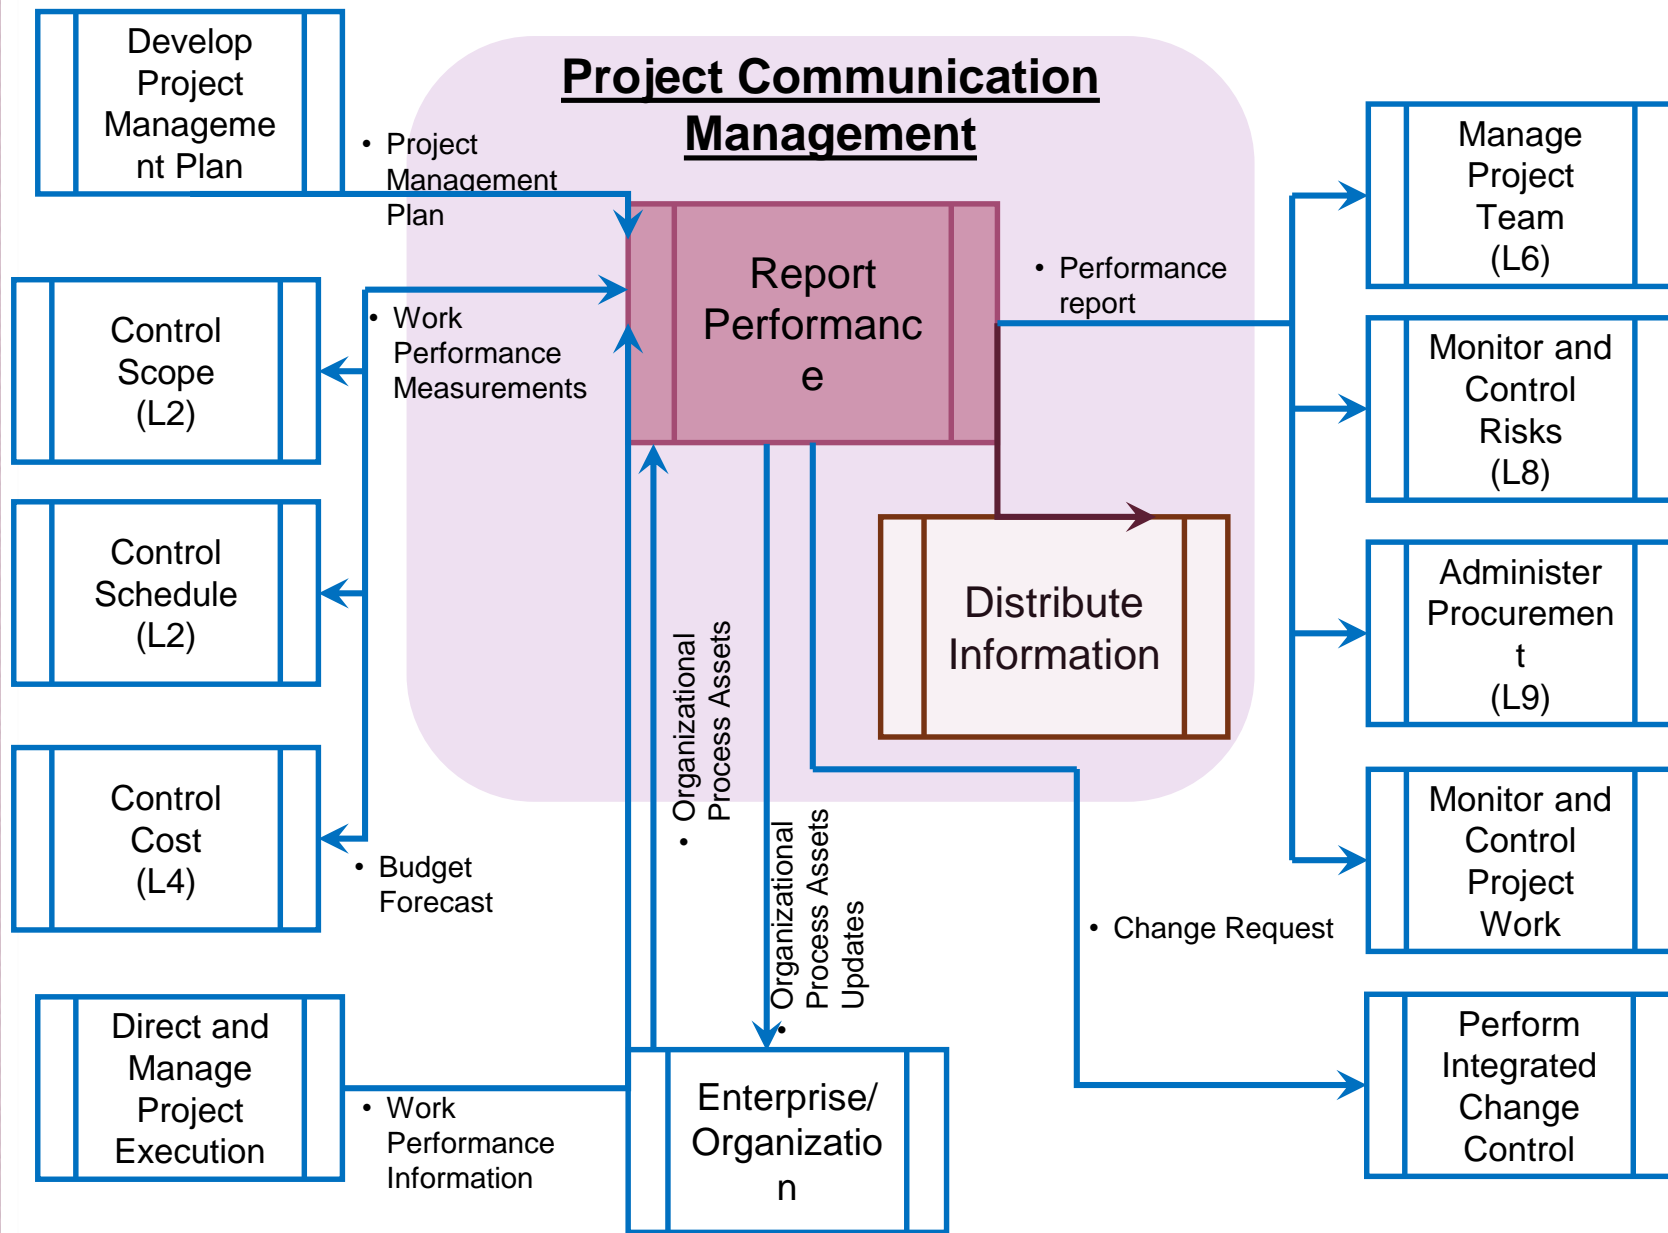 Develop
Project
Manageme
nt Plan
Project Communication
Management
• Project
Management
Plan
Manage
Project
Team
(L6)
Report
Performanc
e
• Performance
report
Control
Scope
(L2)
• Work
Performance
Measurements
Monitor and
Control
Risks
(L8)
Control
Schedule
(L2)
Distribute
Information
Administer
Procuremen
t
(L9)
• Organizational
Process Assets
Control
Cost
(L4)
• Budget
Forecast
• Organizational
Process Assets
Updates
Monitor and
Control
Project
Work
• Change Request
Direct and
Manage
Project
Execution
• Work
Performance
Information
Enterprise/
Organizatio
n
Perform
Integrated
Change
Control